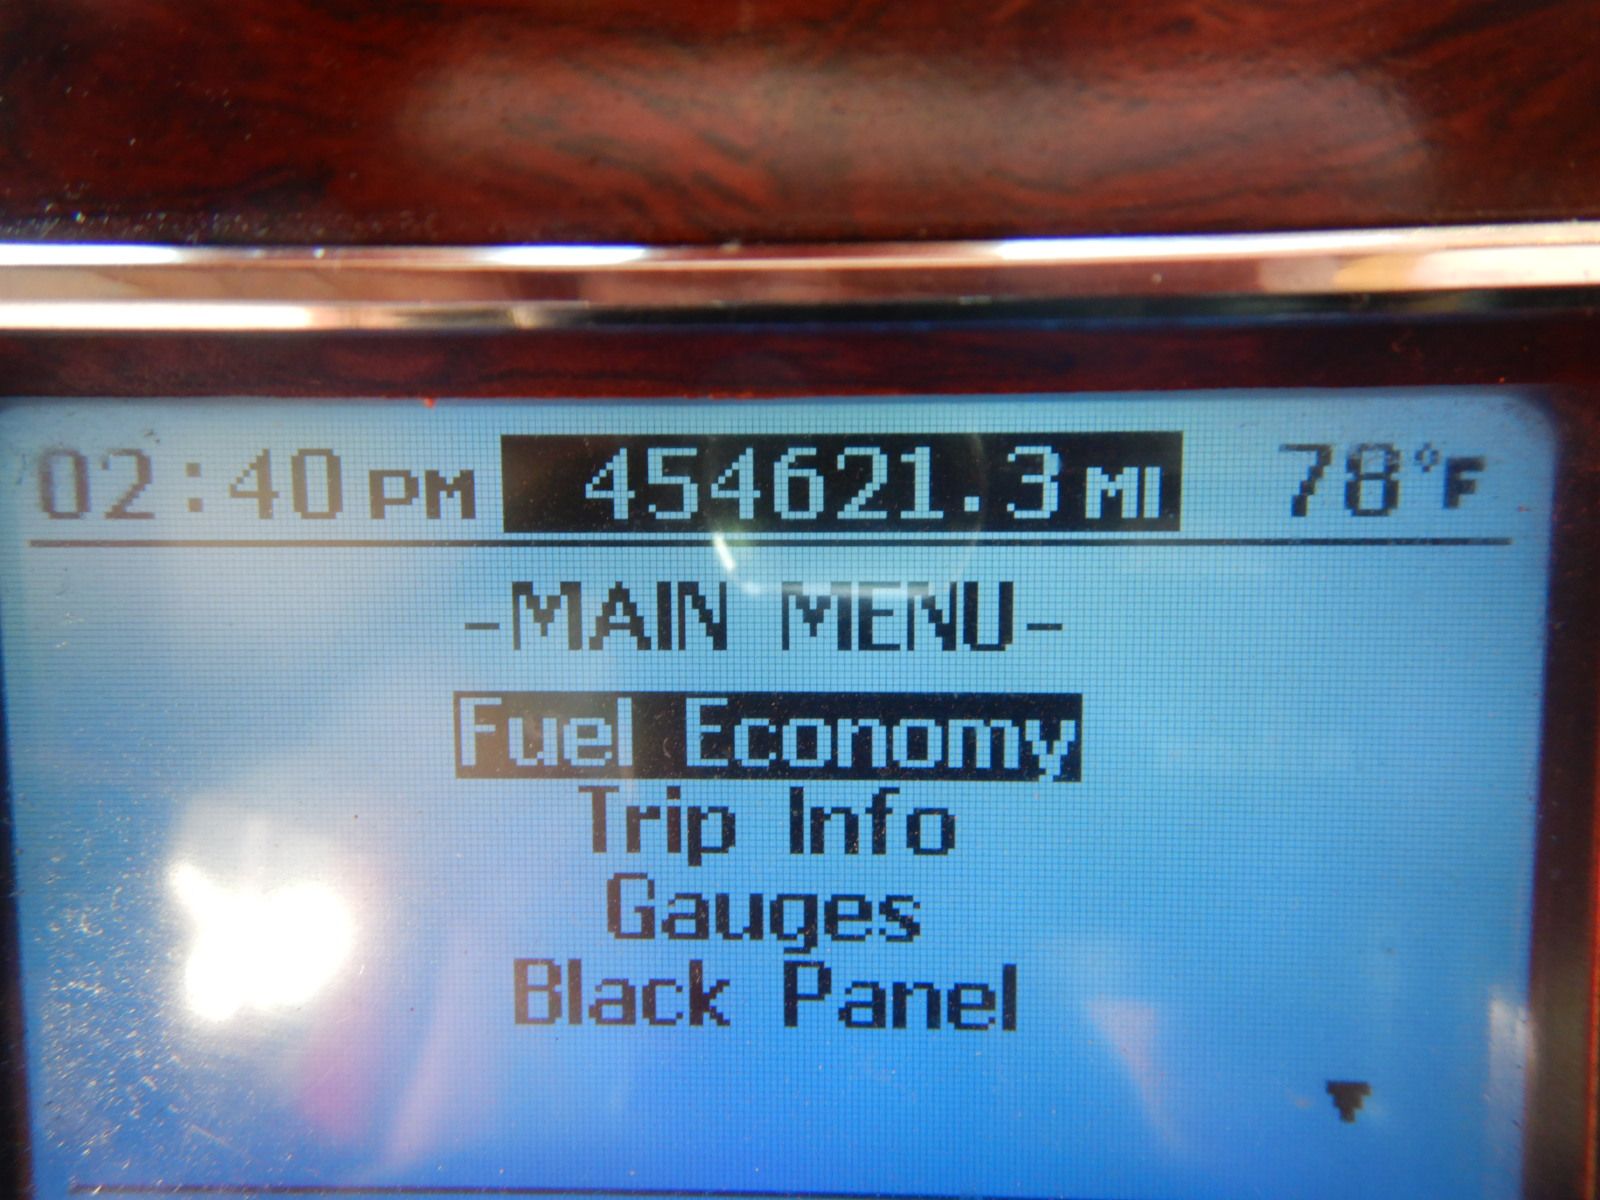 02:40 PM 454621.3 MI 78°F
-MAIN MENU-
Fuel Economy
Trip Info
Gauges
Black Panel